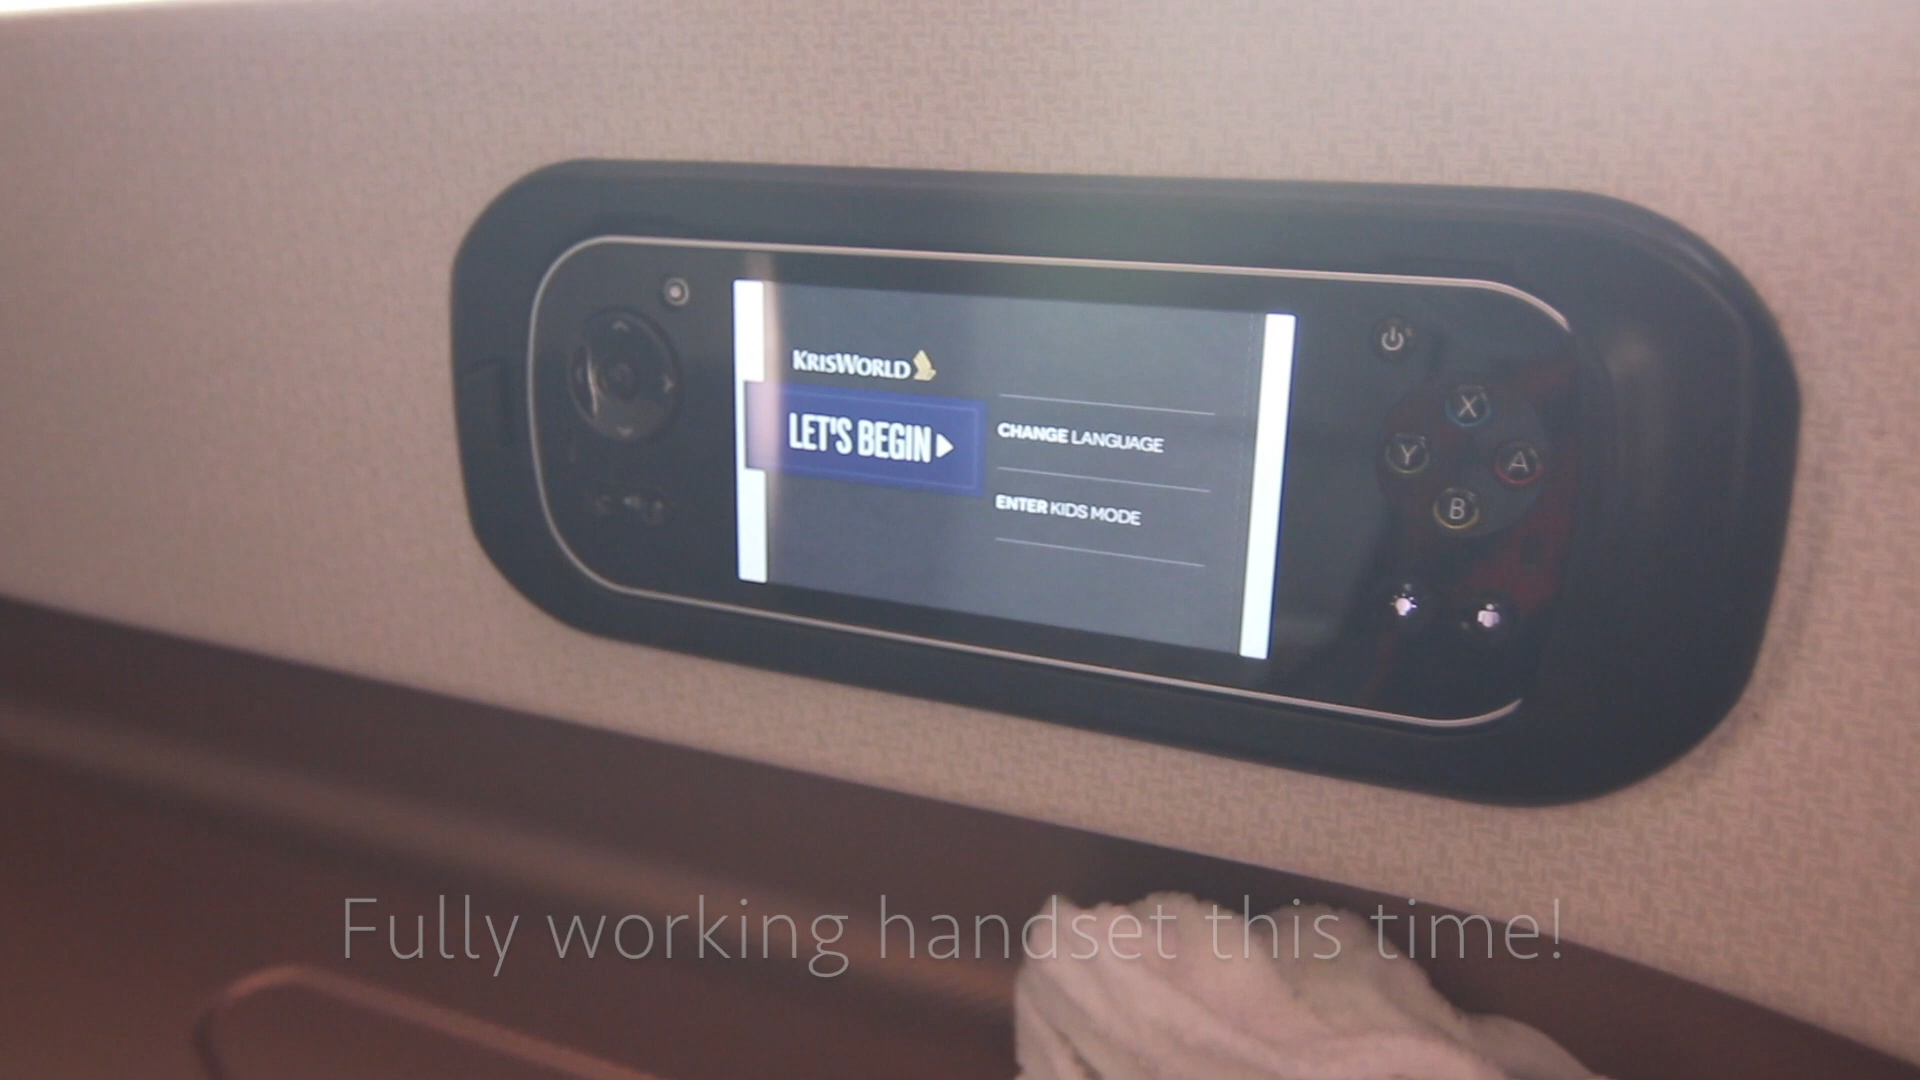 KRISWORLD
LET'S BEGIN
CHANGE LANGUAGE
ENTER KIDS MODE
X
Y
A
B
Fully working handset this time!